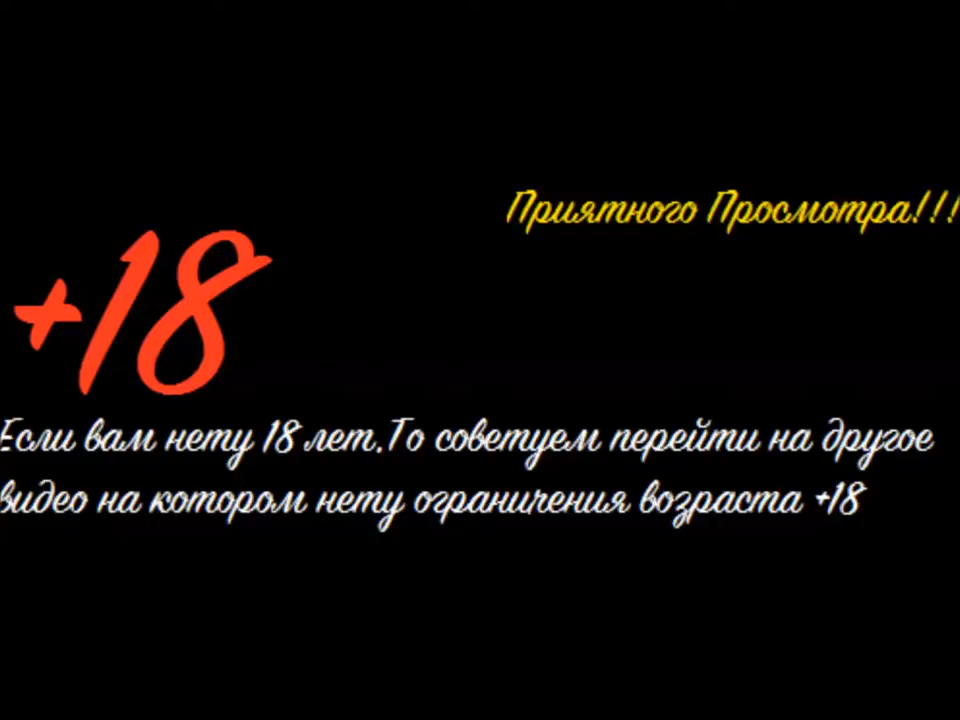 Приятного Просмотра!!!
+18
Если вам нету 18 лет.То советуем перейти на другое
видео на котором нету ограничения возраста +18